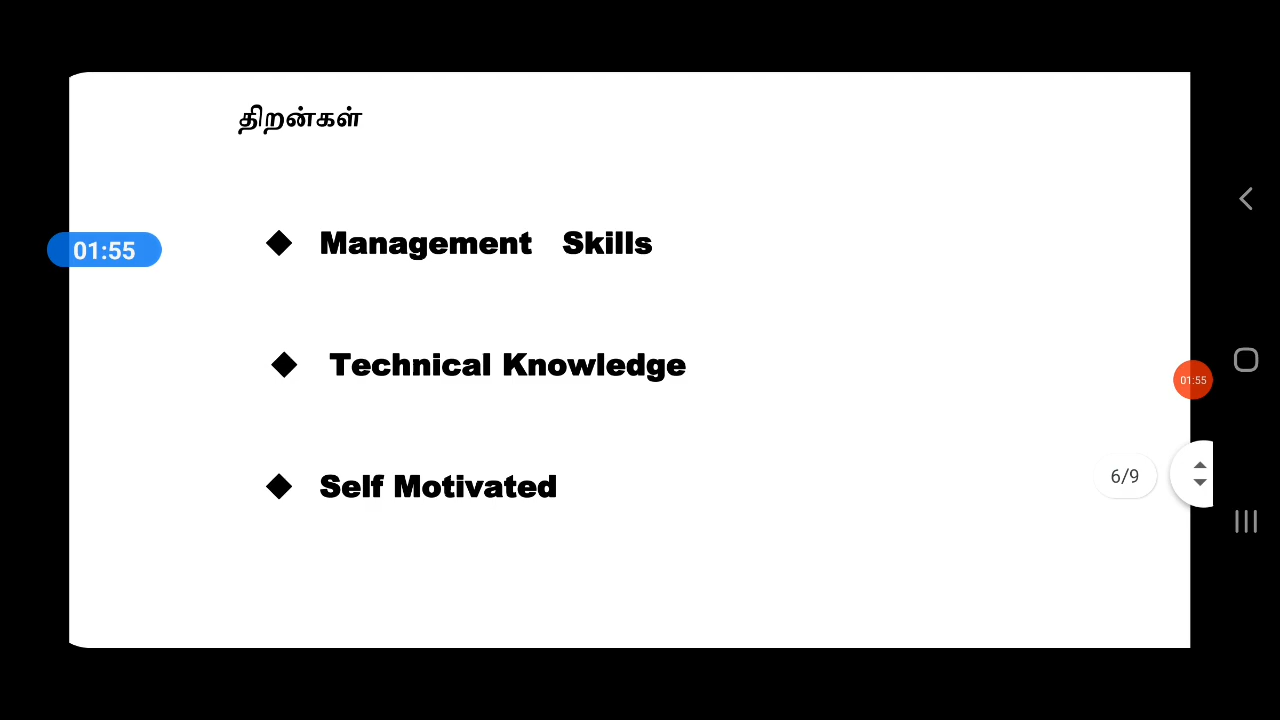 திறன்கள்
◆ Management Skills
01:55
◆ Technical Knowledge
01:55
6/9
◆ Self Motivated